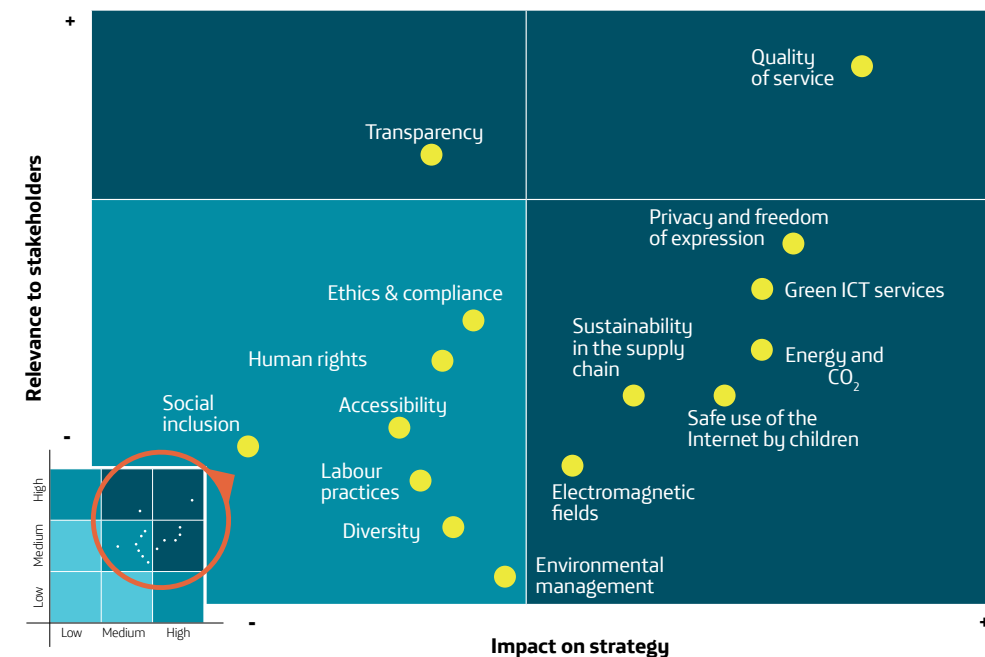 +
Quality
of service
Transparency
Relevance to stakeholders
Privacy and freedom
of expression
Green ICT services
Ethics & compliance
Sustainability
in the supply
chain
Human rights
Energy and
CO₂
Social
inclusion
Accessibility
Safe use of the
Internet by children
-
Labour
practices
Electromagnetic
fields
Diversity
Environmental
management
High
Medium
Low
Low Medium High
- +
Impact on strategy